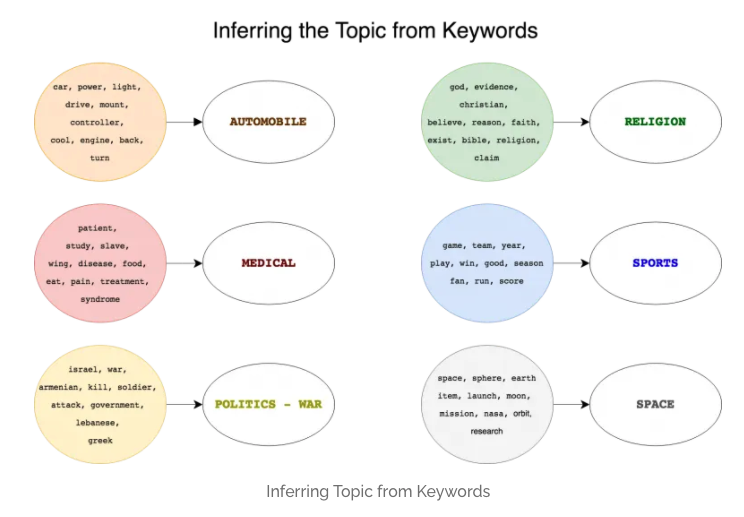 Inferring the Topic from Keywords
car, power, light,
drive, mount,
controller,
cool, engine, back,
turn
AUTOMOBILE
god, evidence,
christian,
believe, reason, faith,
exist, bible, religion,
claim
RELIGION
patient,
study, slave,
wing, disease, food,
eat, pain, treatment,
syndrome
MEDICAL
game, team, year,
play, win, good, season
fan, run, score
SPORTS
israel, war,
armenian, kill, soldier,
attack, government,
lebanese,
greek
POLITICS - WAR
space, sphere, earth
item, launch, moon,
mission, nasa, orbit,
research
SPACE
Inferring Topic from Keywords